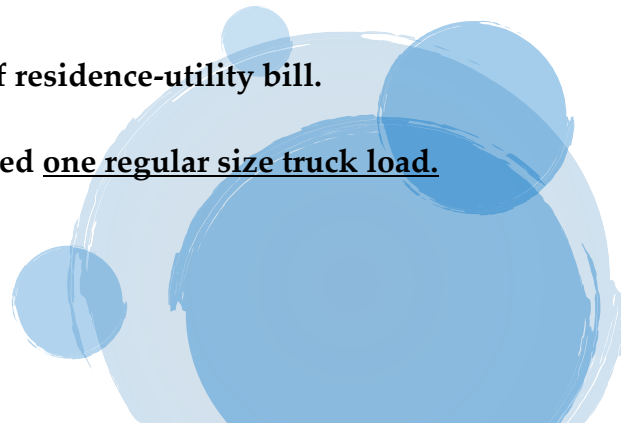 f residence-utility bill.
ed one regular size truck load.